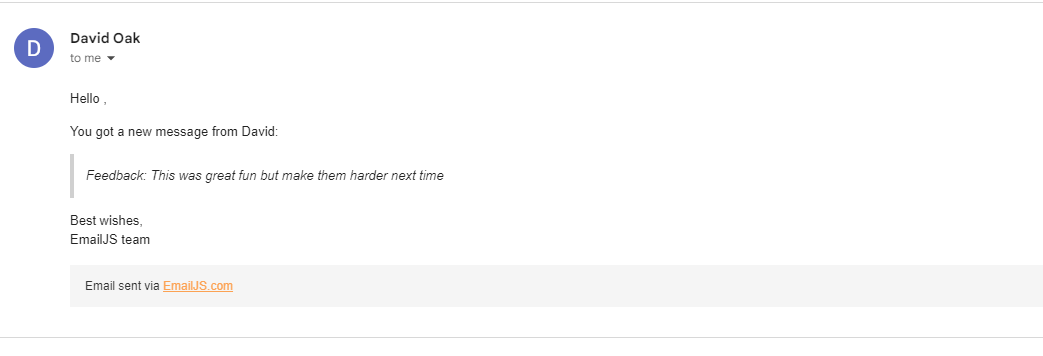 D
David Oak
to me
Hello ,
You got a new message from David:
Feedback: This was great fun but make them harder next time
Best wishes,
EmailJS team
Email sent via EmailJS.com